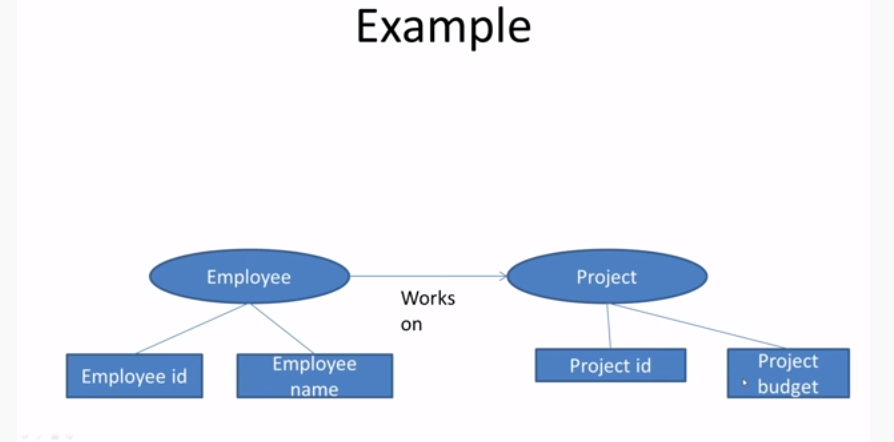 Example
Employee
Project
Works
on
Employee id
Employee
name
Project id
Project
budget